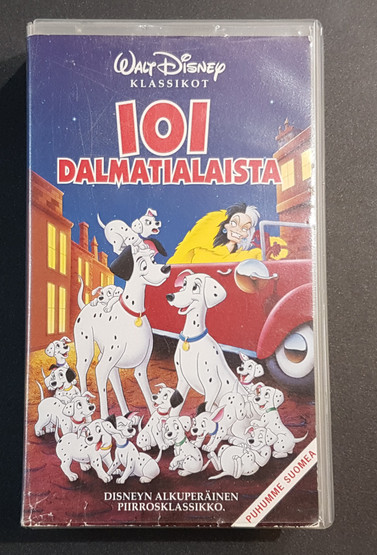 WALT DISNEY
KLASSIKOT
101
DALMATIALAISTA
DISNEYN ALKUPERÄINEN
PIIRROSKLASSIKKO.
PUHUMME SUOMEA